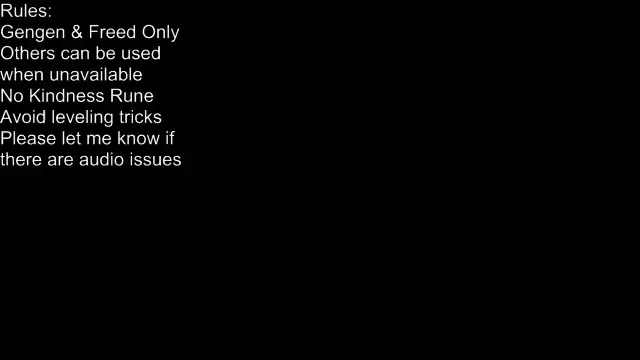 Rules:
Gengen & Freed Only
Others can be used
when unavailable
No Kindness Rune
Avoid leveling tricks
Please let me know if
there are audio issues